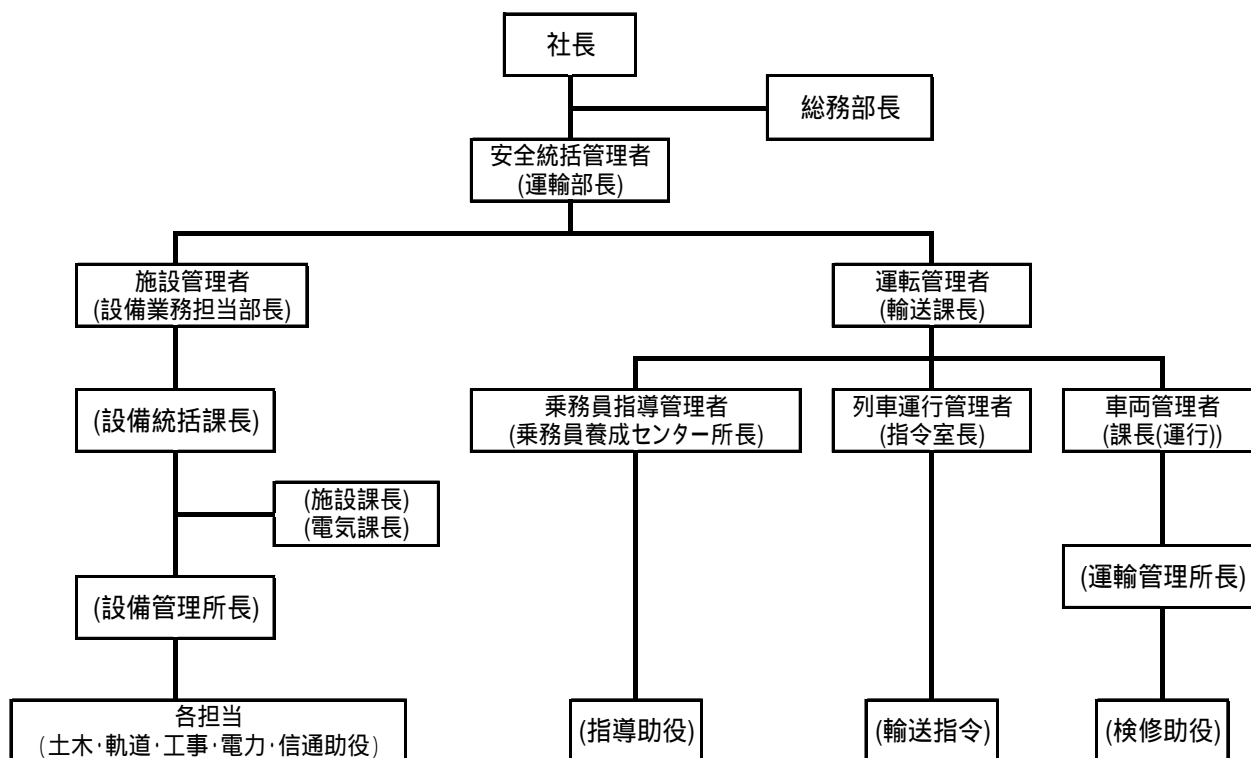 社長
総務部長
安全統括管理者
(運輸部長)
施設管理者
(設備業務担当部長)
運転管理者
(輸送課長)
(設備統括課長)
乗務員指導管理者
(乗務員養成センター所長)
列車運行管理者
(指令室長)
車両管理者
(課長(運行))
(施設課長)
(電気課長)
(設備管理所長)
(運輸管理所長)
各担当
(土木・軌道・工事・電力・信通助役)
(指導助役)
(輸送指令)
(検修助役)